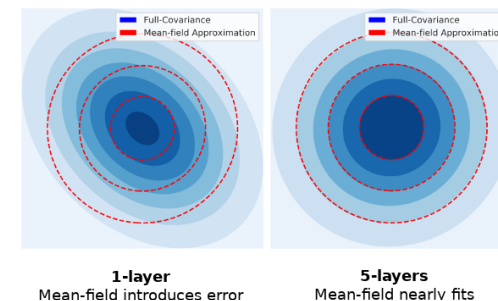 Full-Covariance
Mean-field Approximation
Full-Covariance
Mean-field Approximation
1-layer
Mean-field introduces error
5-layers
Mean-field nearly fits